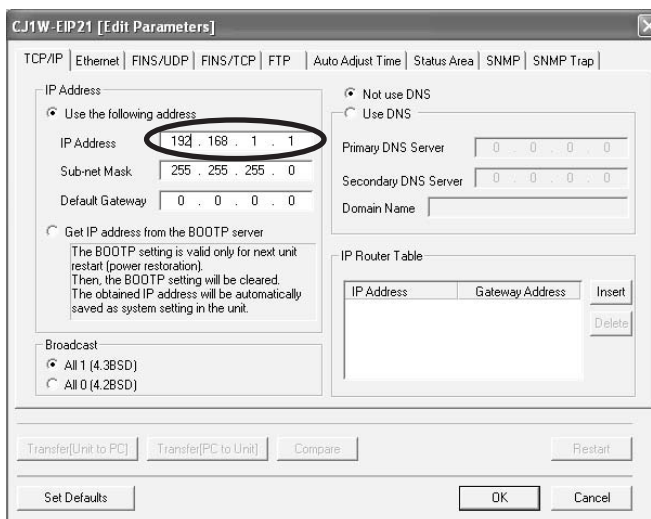 CJ1W-EIP21 [Edit Parameters]
TCP/IP Ethernet FINS/UDP FINS/TCP FTP Auto Adjust Time Status Area SNMP SNMP Trap
IP Address
Use the following address
IP Address 192 . 168 . 1 . 1
Sub-net Mask 255 . 255 . 255 . 0
Default Gateway 0 . 0 . 0 . 0
Get IP address from the BOOTP server
The BOOTP setting is valid only for next unit
restart (power restoration).
Then, the BOOTP setting will be cleared.
The obtained IP address will be automatically
saved as system setting in the unit.
Broadcast
All 1 (4.3BSD)
All 0 (4.2BSD)
Not use DNS
Use DNS
Primary DNS Server 0 . 0 . 0 . 0
Secondary DNS Server 0 . 0 . 0 . 0
Domain Name
IP Router Table
IP Address Gateway Address Insert
Delete
Transfer[Unit to PC] Transfer[PC to Unit] Compare Restart
Set Defaults OK Cancel